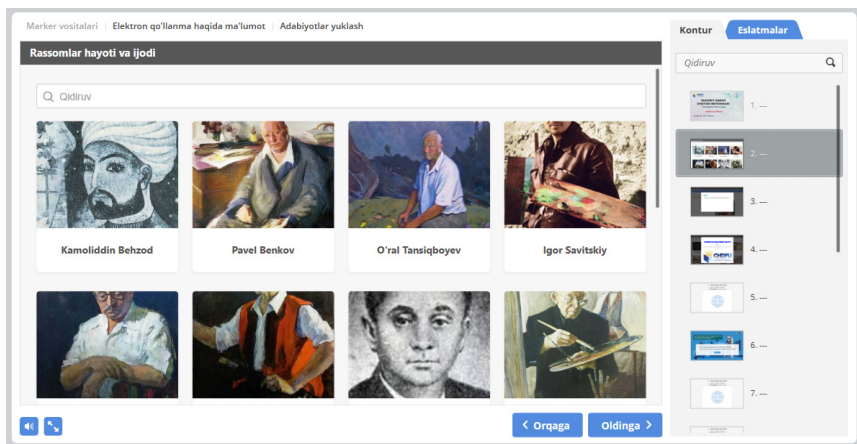 Marker vositalari | Elektron qo'llanma haqida ma'lumot | Adabiyotlar yuklash
Rassomlar hayoti va ijodi
Qidiruv
Kamoliddin Behzod
Pavel Benkov
O'ral Tansiqboyev
Igor Savitskiy
Orqaga
Oldinga
Kontur
Eslatmalar
Qidiruv
1. ---
2. ---
3. ---
4. ---
5. ---
6. ---
7. ---